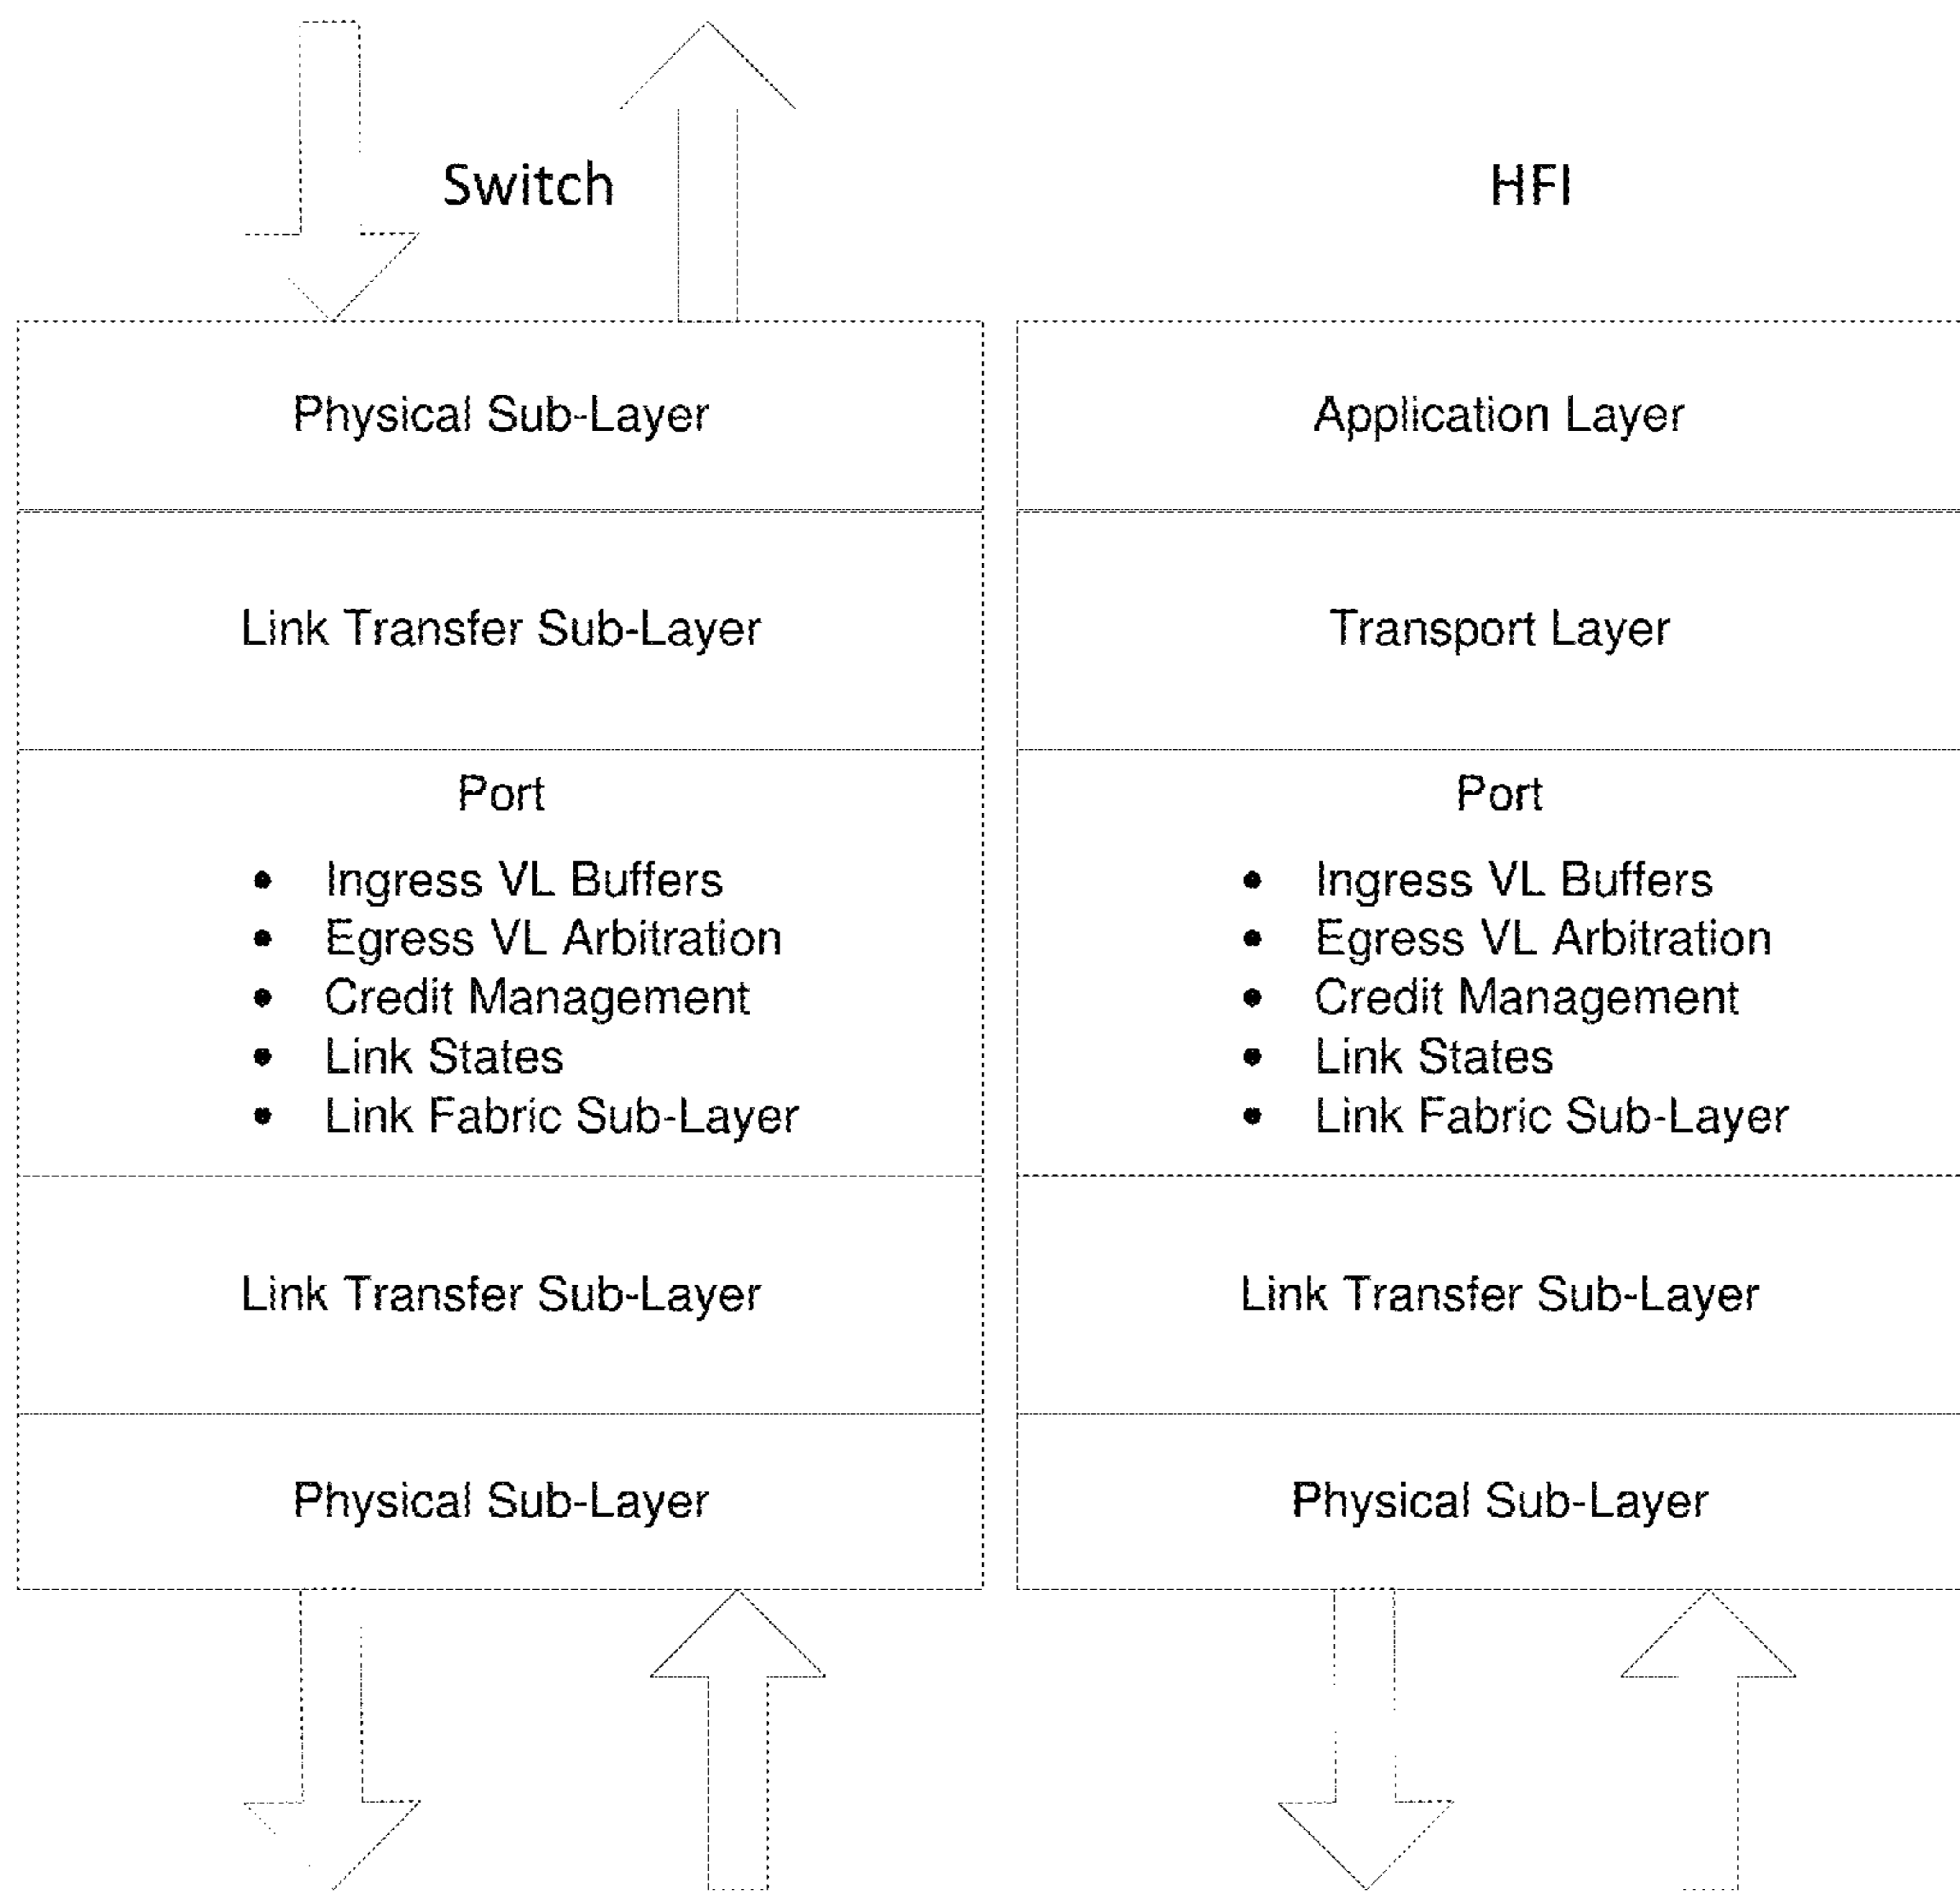 Switch
HFI
Physical Sub-Layer
Link Transfer Sub-Layer
Port
• Ingress VL Buffers
• Egress VL Arbitration
• Credit Management
• Link States
• Link Fabric Sub-Layer
Link Transfer Sub-Layer
Physical Sub-Layer
Application Layer
Transport Layer
Port
• Ingress VL Buffers
• Egress VL Arbitration
• Credit Management
• Link States
• Link Fabric Sub-Layer
Link Transfer Sub-Layer
Physical Sub-Layer